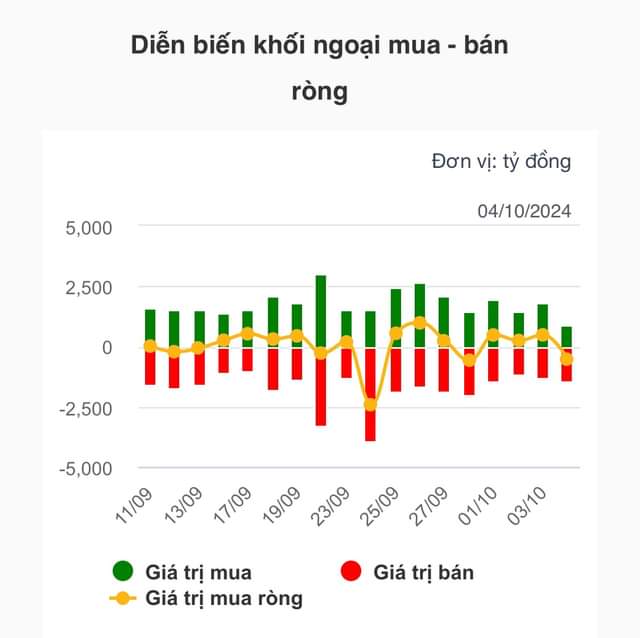 Diễn biến khối ngoại mua - bán
ròng
Đơn vị: tỷ đồng
04/10/2024
5,000
2,500
0
-2,500
-5,000
11/09
13/09
17/09
19/09
23/09
25/09
27/09
01/10
03/10
Giá trị mua
Giá trị bán
Giá trị mua ròng